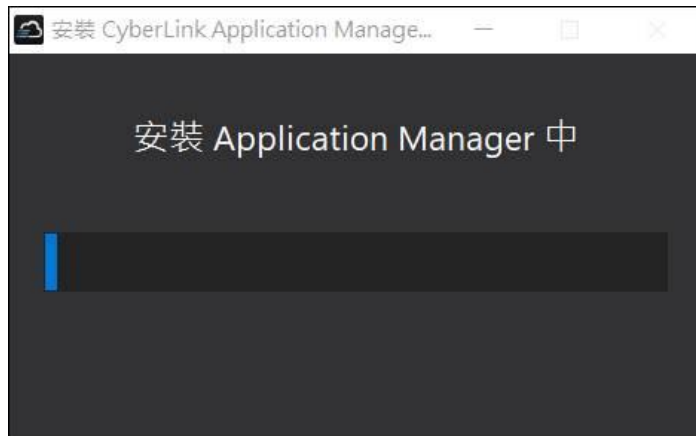 安裝 CyberLink Application Manage...
安裝 Application Manager 中